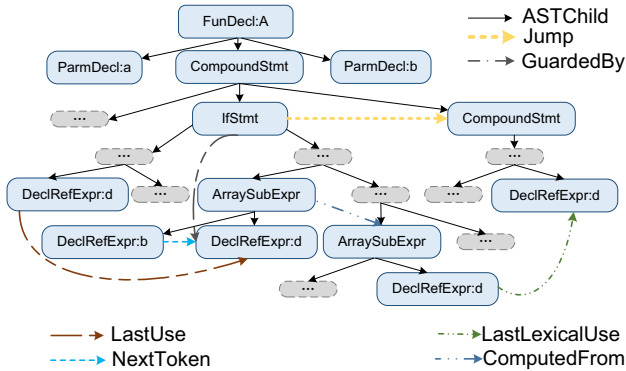 FunDecl:A
ASTChild
Jump
GuardedBy
ParmDecl:a
CompoundStmt
ParmDecl:b
...
IfStmt
CompoundStmt
...
...
...
DeclRefExpr:d
...
ArraySubExpr
...
...
DeclRefExpr:d
DeclRefExpr:b
DeclRefExpr:d
ArraySubExpr
...
...
DeclRefExpr:d
LastUse
LastLexicalUse
NextToken
ComputedFrom